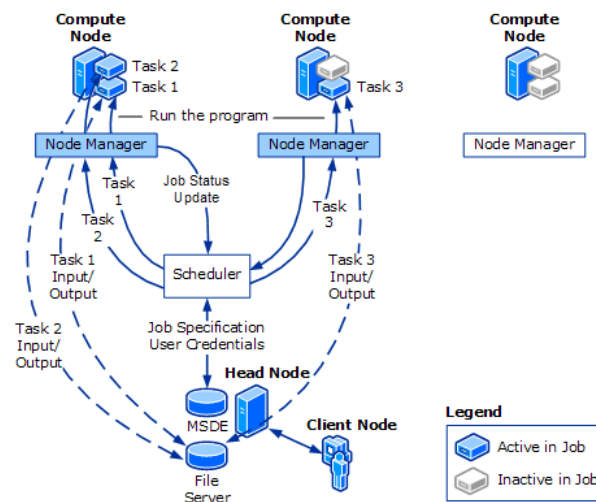 Compute
Node
Compute
Node
Compute
Node
Task 2
Task 1
Task 3
Run the program
Node Manager
Node Manager
Node Manager
Task
1
Job Status
Update
Task
2
Task
3
Task 1
Input/
Output
Scheduler
Task 3
Input/
Output
Task 2
Input/
Output
Job Specification
User Credentials
Head Node
MSDE
Client Node
File
Server
Legend
Active in Job
Inactive in Job